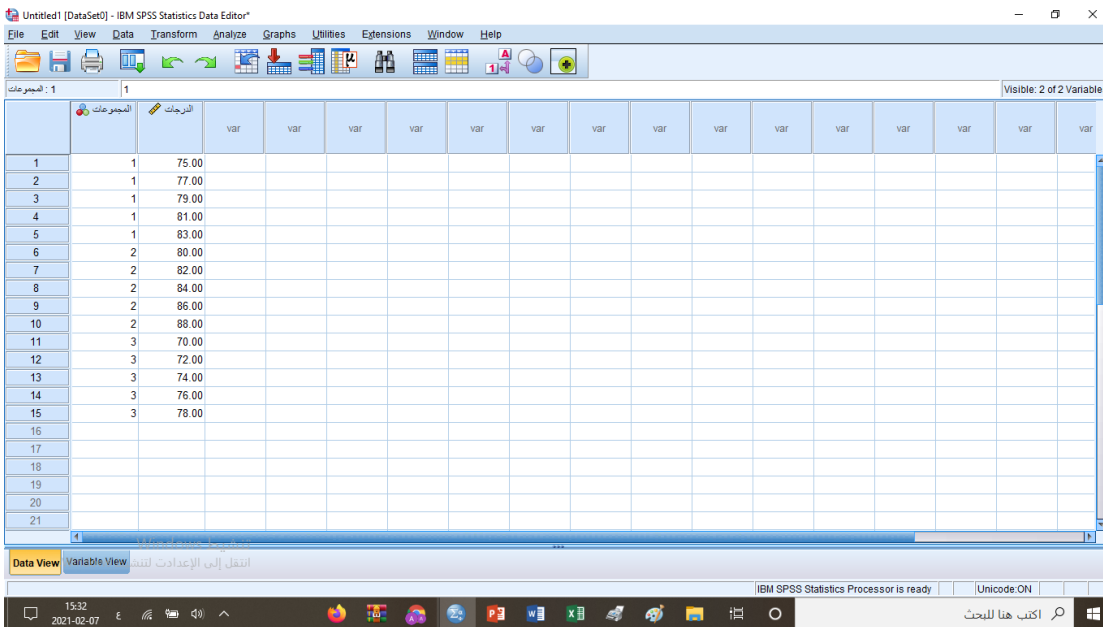 Untitled1 [DataSet0] - IBM SPSS Statistics Data Editor*
File Edit View Data Transform Analyze Graphs Utilities Extensions Window Help
1 : المجموعات 1 Visible: 2 of 2 Variable
المجموعات الدرجات var var var var var var var var var var var var var var var
1 1 75.00
2 1 77.00
3 1 79.00
4 1 81.00
5 1 83.00
6 2 80.00
7 2 82.00
8 2 84.00
9 2 86.00
10 2 88.00
11 3 70.00
12 3 72.00
13 3 74.00
14 3 76.00
15 3 78.00
16
17
18
19
20
21
Data View Variable View انتقل إلى الإعدادت
IBM SPSS Statistics Processor is ready Unicode:ON
15:32 ع اكتب هنا للبحث
2021-02-07